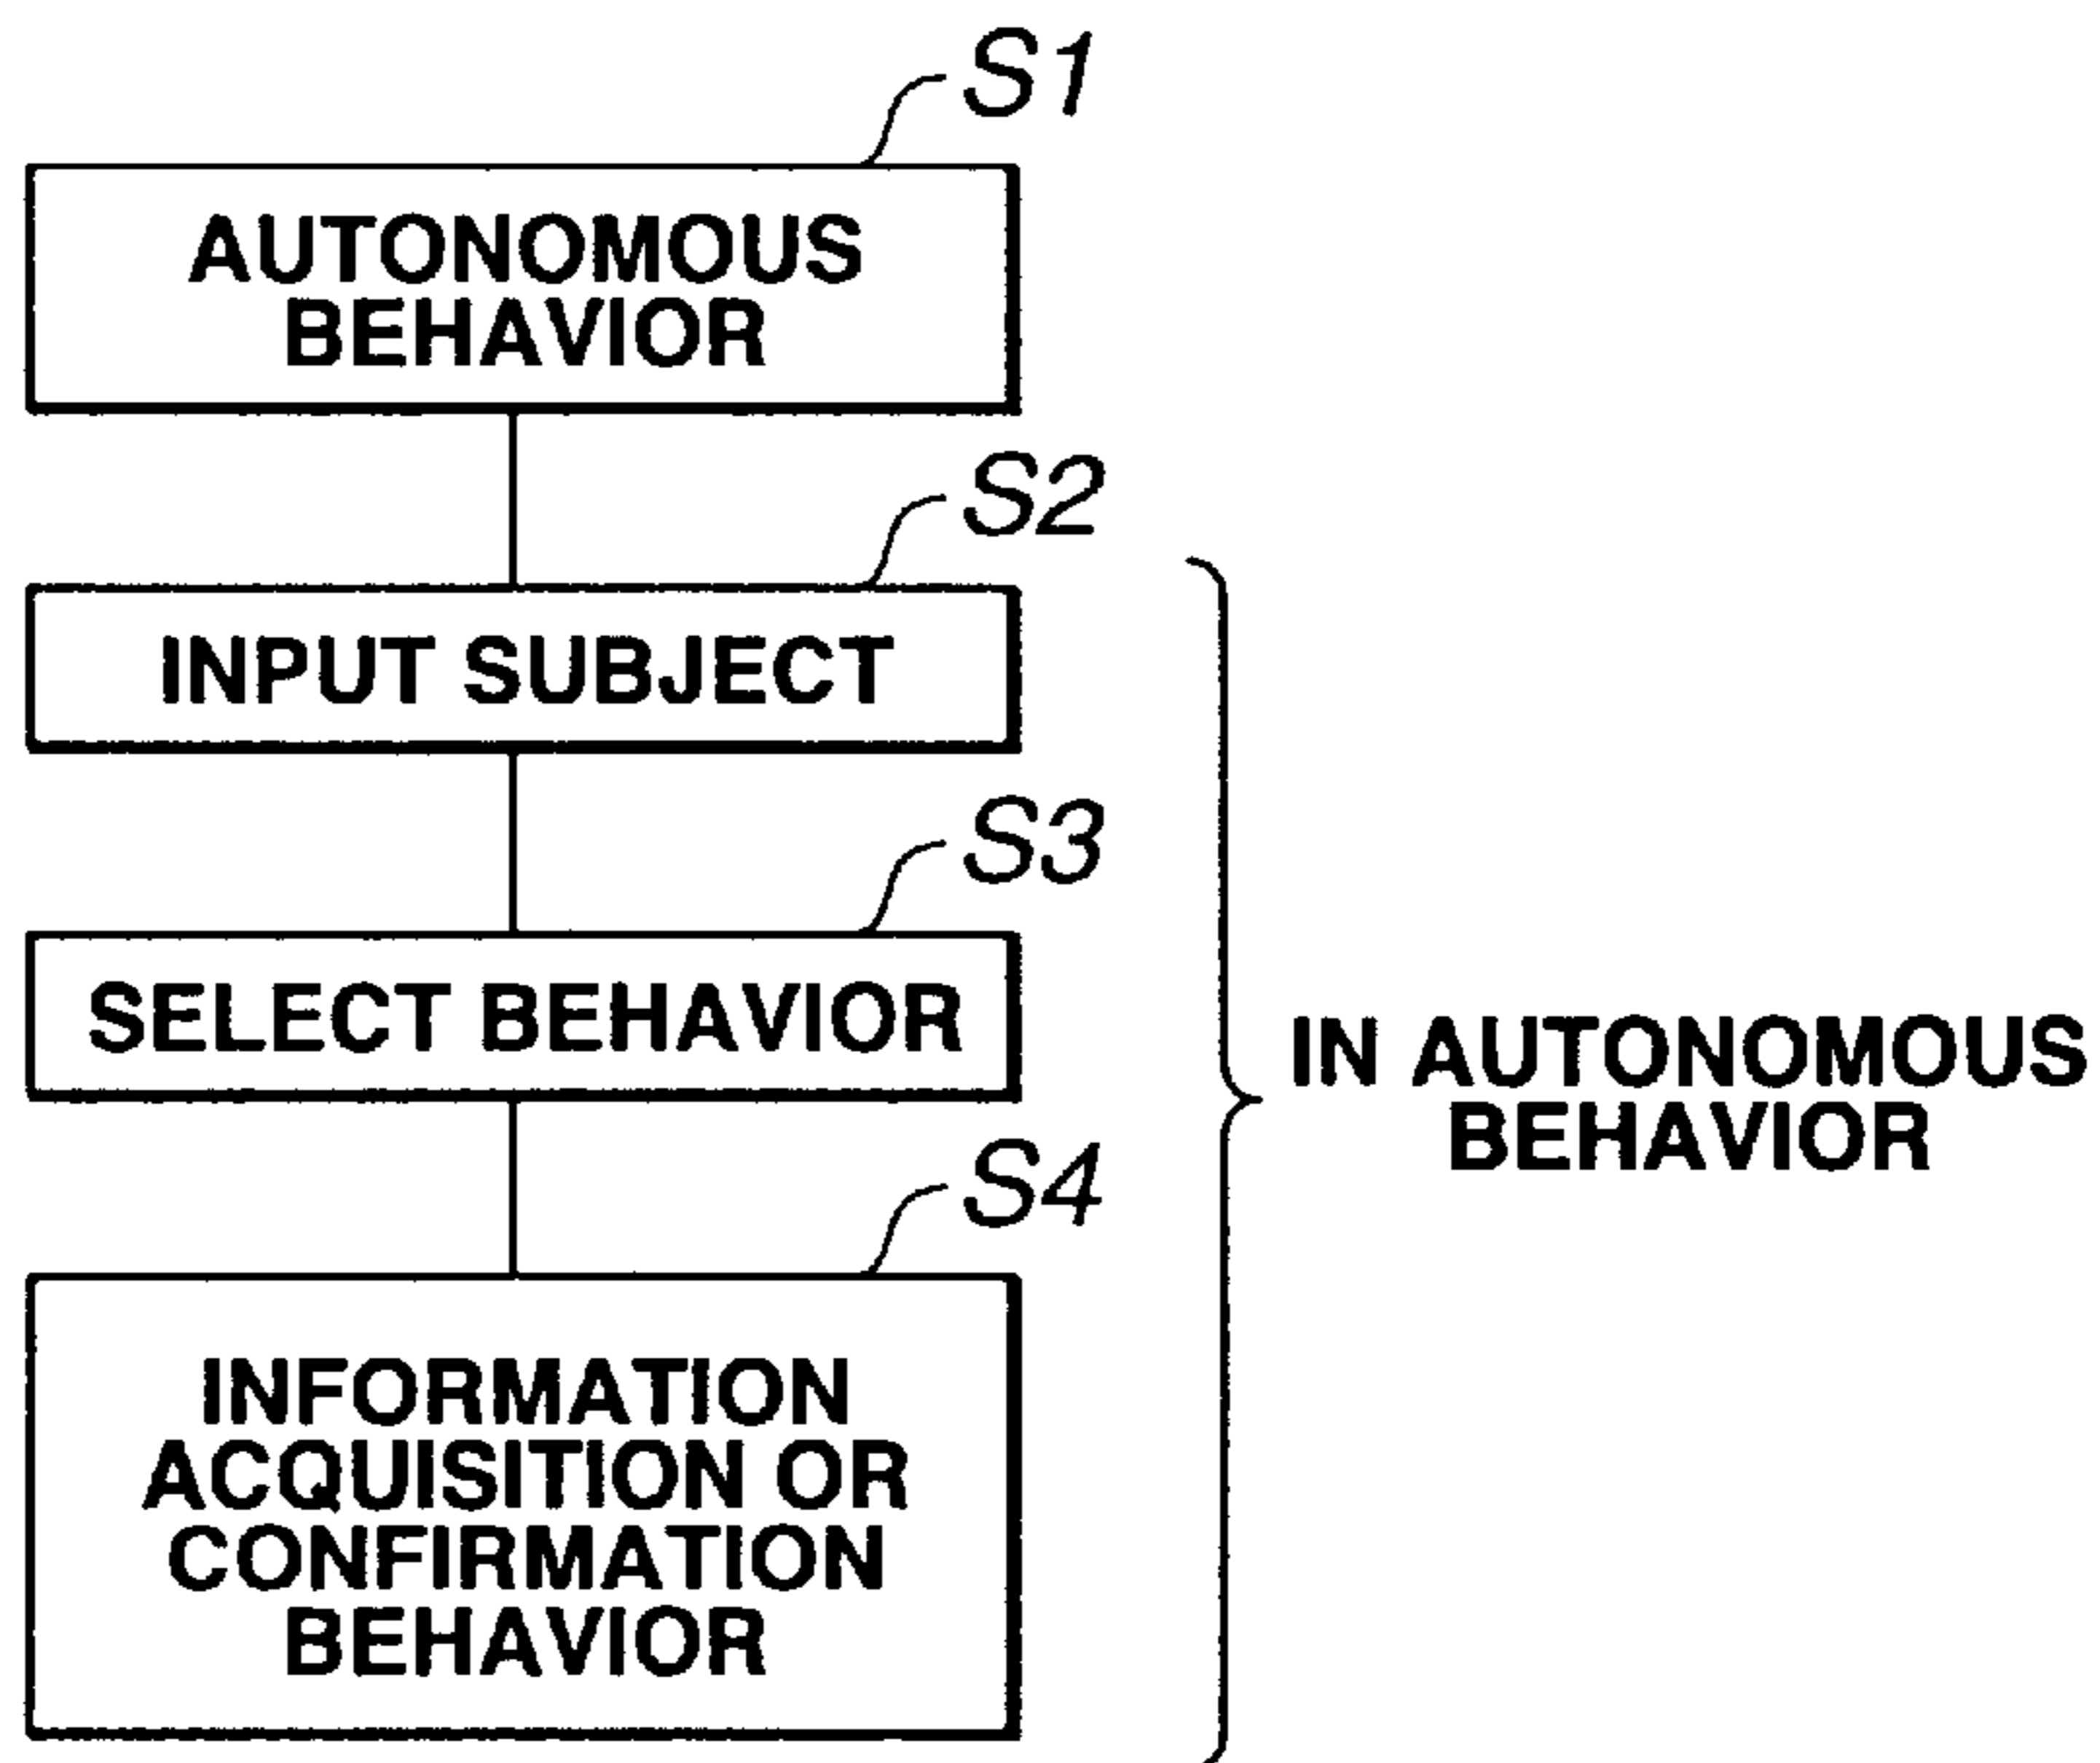 S1
AUTONOMOUS
BEHAVIOR
S2
INPUT SUBJECT
S3
SELECT BEHAVIOR
IN AUTONOMOUS
BEHAVIOR
S4
INFORMATION
ACQUISITION OR
CONFIRMATION
BEHAVIOR